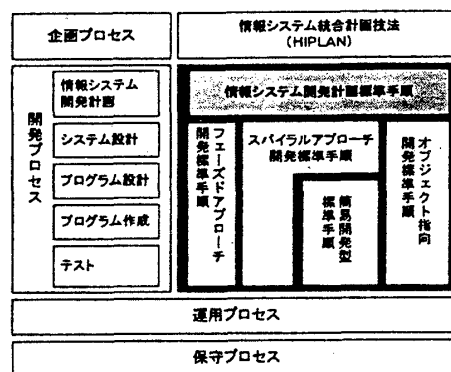 企画プロセス
情報システム統合計画技法
(HIPLAN)
開発プロセス
情報システム
開発計画
システム設計
プログラム設計
プログラム作成
テスト
情報システム開発計画標準手順
フェーズドアプローチ
開発標準手順
スパイラルアプローチ
開発標準手順
簡易開発型
標準手順
オブジェクト指向
開発標準手順
運用プロセス
保守プロセス